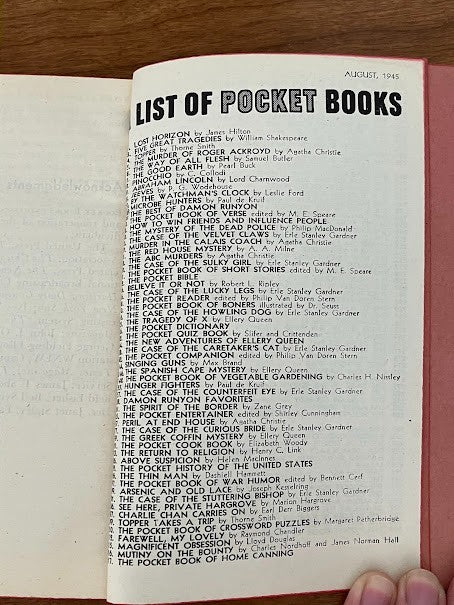 AUGUST, 1945
LIST OF POCKET BOOKS
LOST HORIZON by James Hilton
FIVE GREAT TRAGEDIES by William Shakespeare
TOPPER by Thorne Smith
THE MURDER OF ROGER ACKROYD by Agatha Christie
THE WAY OF ALL FLESH by Samuel Butler
THE GOOD EARTH by Pearl Buck
PINOCCHIO by C. Collodi
ABRAHAM LINCOLN by Lord Charnwood
JEEVES by P. G. Wodehouse
BY THE WATCHMAN'S CLOCK by Leslie Ford
MICROBE HUNTERS by Paul de Kruif
THE BEST OF DAMON RUNYON
THE POCKET BOOK OF VERSE edited by M. E. Speare
HOW TO WIN FRIENDS AND INFLUENCE PEOPLE
THE MYSTERY OF THE DEAD POLICE by Philip MacDonald
THE CASE OF THE VELVET CLAWS by Erle Stanley Gardner
MURDER IN THE CALAIS COACH by Agatha Christie
THE RED HOUSE MYSTERY by A. A. Milne
THE ABC MURDERS by Agatha Christie
THE CASE OF THE SULKY GIRL by Erle Stanley Gardner
THE POCKET BOOK OF SHORT STORIES edited by M. E. Speare
THE POCKET BIBLE
BELIEVE IT OR NOT by Robert L. Ripley
THE CASE OF THE LUCKY LEGS by Erle Stanley Gardner
THE POCKET READER edited by Philip Van Doren Stern
THE POCKET BOOK OF BONERS illustrated by Dr. Seuss
THE CASE OF THE HOWLING DOG by Erle Stanley Gardner
THE TRAGEDY OF X by Ellery Queen
THE POCKET DICTIONARY
THE POCKET QUIZ BOOK by Slifer and Crittenden
THE NEW ADVENTURES OF ELLERY QUEEN
THE CASE OF THE CARETAKER'S CAT by Erle Stanley Gardner
THE POCKET COMPANION edited by Philip Van Doren Stern
SINGING GUNS by Max Brand
THE SPANISH CAPE MYSTERY by Ellery Queen
THE POCKET BOOK OF VEGETABLE GARDENING by Charles H. Nissley
HUNGER FIGHTERS by Paul de Kruif
THE CASE OF THE COUNTERFEIT EYE by Erle Stanley Gardner
DAMON RUNYON FAVORITES
THE SPIRIT OF THE BORDER by Zane Grey
THE POCKET ENTERTAINER edited by Shirley Cunningham
PERIL AT END HOUSE by Agatha Christie
THE CASE OF THE CURIOUS BRIDE by Erle Stanley Gardner
THE GREEK COFFIN MYSTERY by Ellery Queen
THE POCKET COOK BOOK by Elizabeth Woody
THE RETURN TO RELIGION by Henry C. Link
ABOVE SUSPICION by Helen MacInnes
THE POCKET HISTORY OF THE UNITED STATES
THE THIN MAN by Dashiell Hammett
THE POCKET BOOK OF WAR HUMOR edited by Bennett Cerf
ARSENIC AND OLD LACE by Joseph Kesselring
THE CASE OF THE STUTTERING BISHOP by Erle Stanley Gardner
SEE HERE, PRIVATE HARGROVE by Marion Hargrove
CHARLIE CHAN CARRIES ON by Earl Derr Biggers
TOPPER TAKES A TRIP by Thorne Smith
THE POCKET BOOK OF CROSSWORD PUZZLES by Margaret Petherbridge
FAREWELL, MY LOVELY by Raymond Chandler
MAGNIFICENT OBSESSION by Lloyd Douglas
MUTINY ON THE BOUNTY by Charles Nordhoff and James Norman Hall
THE POCKET BOOK OF HOME CANNING